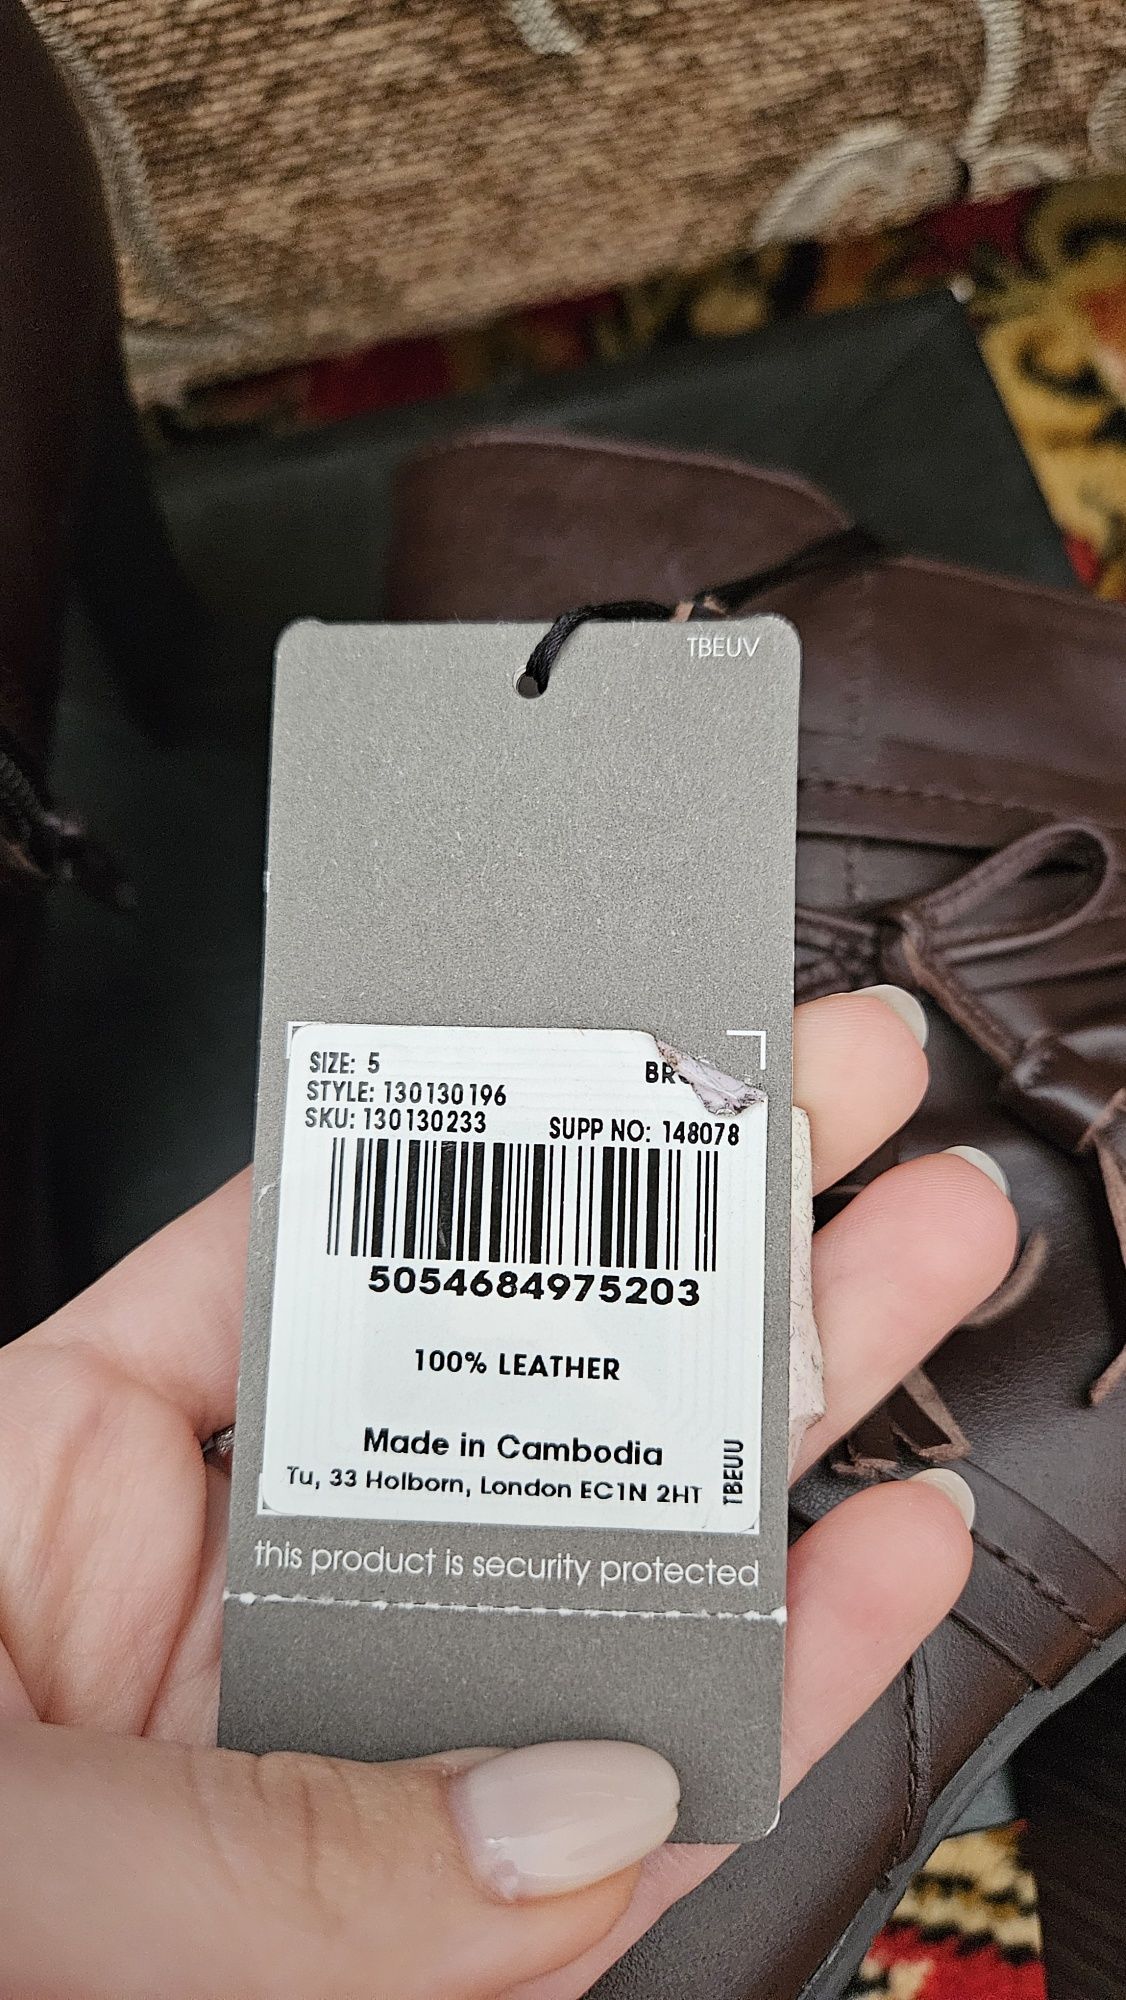 TBEUV
SIZE: 5
STYLE: 130130196
SKU: 130130233
SUPP NO: 148078
5054684975203
100% LEATHER
Made in Cambodia
Tu, 33 Holborn, London EC1N 2HT
TBEUU
this product is security protected